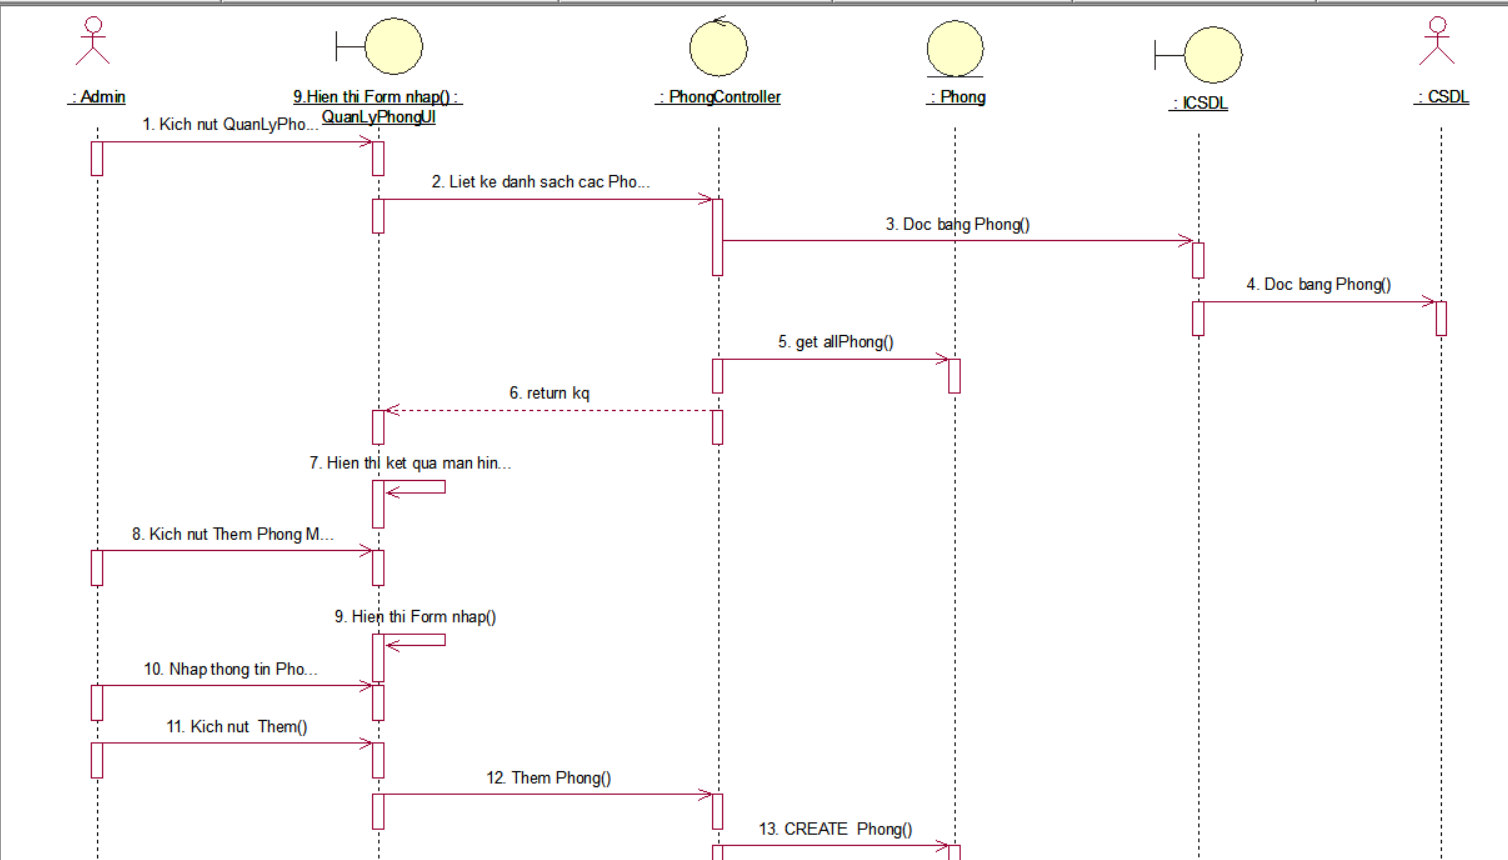 : Admin
9.Hien thi Form nhap() :
QuanLyPhongUI
: PhongController
: Phong
: ICSDL
: CSDL
1. Kich nut QuanLyPho...
2. Liet ke danh sach cac Pho...
3. Doc bang Phong()
4. Doc bang Phong()
5. get allPhong()
6. return kq
7. Hien thi ket qua man hin...
8. Kich nut Them Phong M...
9. Hien thi Form nhap()
10. Nhap thong tin Pho...
11. Kich nut  Them()
12. Them Phong()
13. CREATE  Phong()